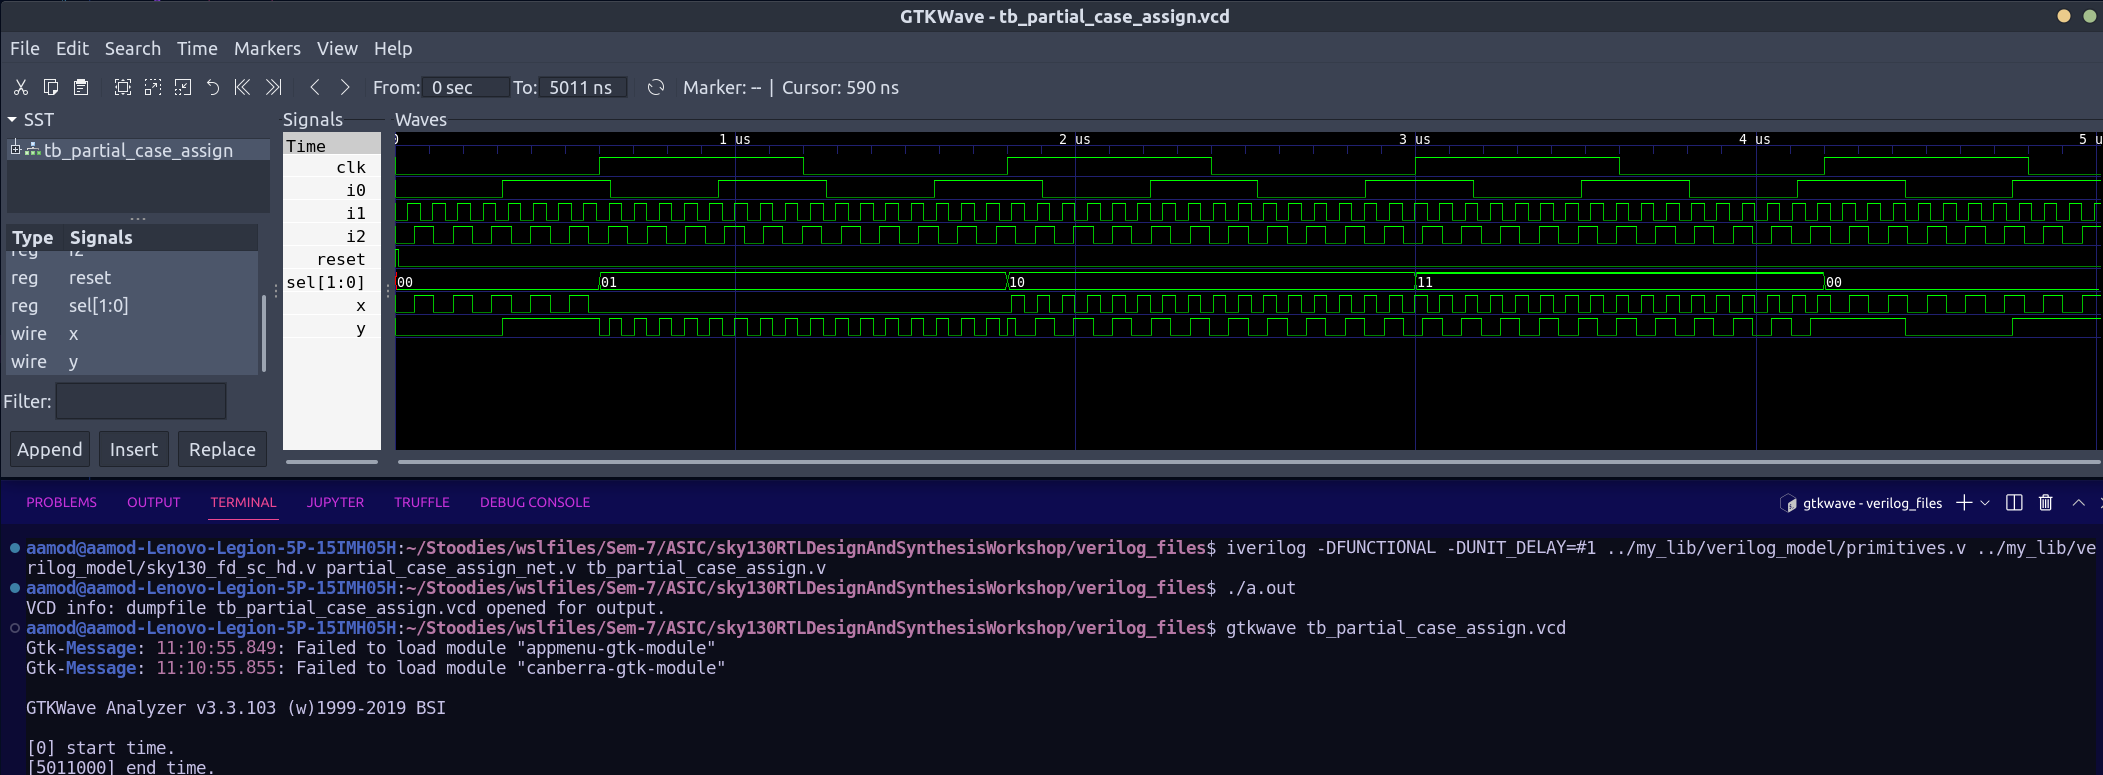 GTKWave - tb_partial_case_assign.vcd
File Edit Search Time Markers View Help
From: 0 sec To: 5011 ns Marker: -- | Cursor: 590 ns
SST
tb_partial_case_assign
Type Signals
reg i2
reg reset
reg sel[1:0]
wire x
wire y
Filter:
Append Insert Replace
Signals
Time
clk
i0
i1
i2
reset
sel[1:0]
x
y
Waves
0 1 us 2 us 3 us 4 us 5 u
00 01 10 11 00
PROBLEMS OUTPUT TERMINAL JUPYTER TRUFFLE DEBUG CONSOLE gtkwave - verilog_files
aamod@aamod-Lenovo-Legion-5P-15IMH05H:~/Stoodies/wslfiles/Sem-7/ASIC/sky130RTLDesignAndSynthesisWorkshop/verilog_files$ iverilog -DFUNCTIONAL -DUNIT_DELAY=#1 ../my_lib/verilog_model/primitives.v ../my_lib/ve
rilog_model/sky130_fd_sc_hd.v partial_case_assign_net.v tb_partial_case_assign.v
aamod@aamod-Lenovo-Legion-5P-15IMH05H:~/Stoodies/wslfiles/Sem-7/ASIC/sky130RTLDesignAndSynthesisWorkshop/verilog_files$ ./a.out
VCD info: dumpfile tb_partial_case_assign.vcd opened for output.
aamod@aamod-Lenovo-Legion-5P-15IMH05H:~/Stoodies/wslfiles/Sem-7/ASIC/sky130RTLDesignAndSynthesisWorkshop/verilog_files$ gtkwave tb_partial_case_assign.vcd
Gtk-Message: 11:10:55.849: Failed to load module "appmenu-gtk-module"
Gtk-Message: 11:10:55.855: Failed to load module "canberra-gtk-module"
GTKWave Analyzer v3.3.103 (w)1999-2019 BSI
[0] start time.
[5011000] end time.